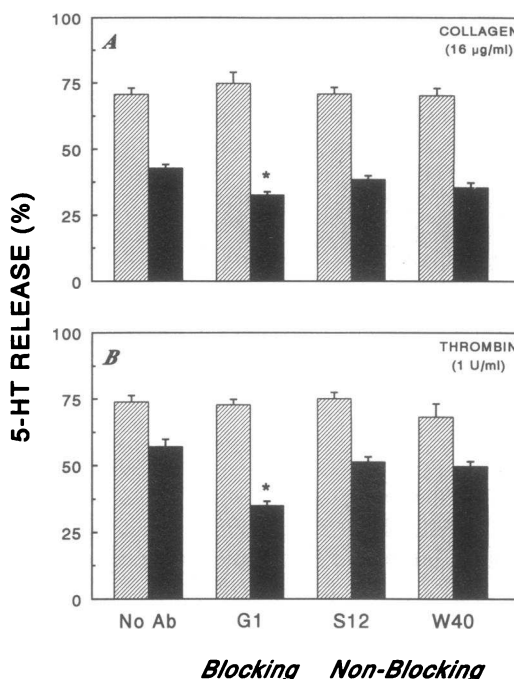 100
75
50
25
0
A
COLLAGEN
(16 µg/ml)
*
5-HT RELEASE (%)
100
75
50
25
0
B
THROMBIN
(1 U/ml)
*
No Ab G1 S12 W40
Blocking Non-Blocking